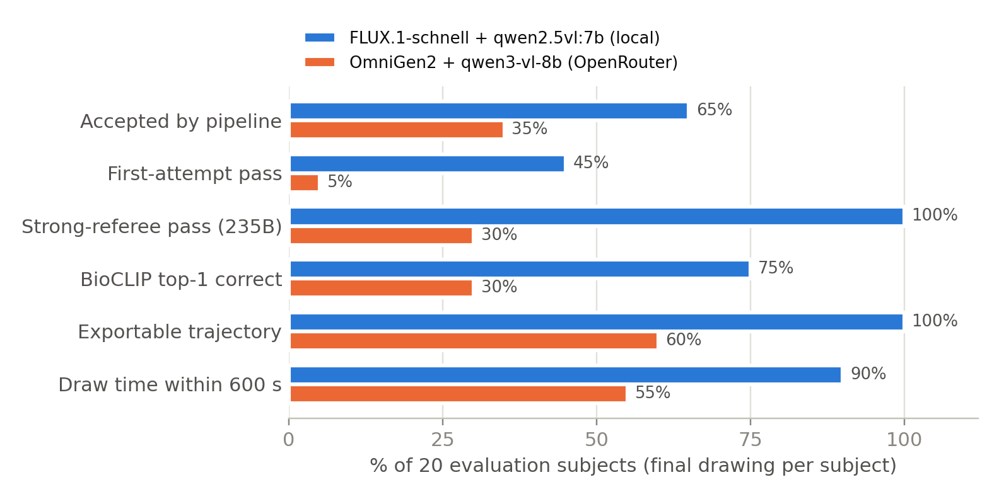 FLUX.1-schnell + qwen2.5vl:7b (local)
OmniGen2 + qwen3-vl-8b (OpenRouter)
Accepted by pipeline
65%
35%
First-attempt pass
45%
5%
Strong-referee pass (235B)
100%
30%
BioCLIP top-1 correct
75%
30%
Exportable trajectory
100%
60%
Draw time within 600 s
90%
55%
0 25 50 75 100
% of 20 evaluation subjects (final drawing per subject)